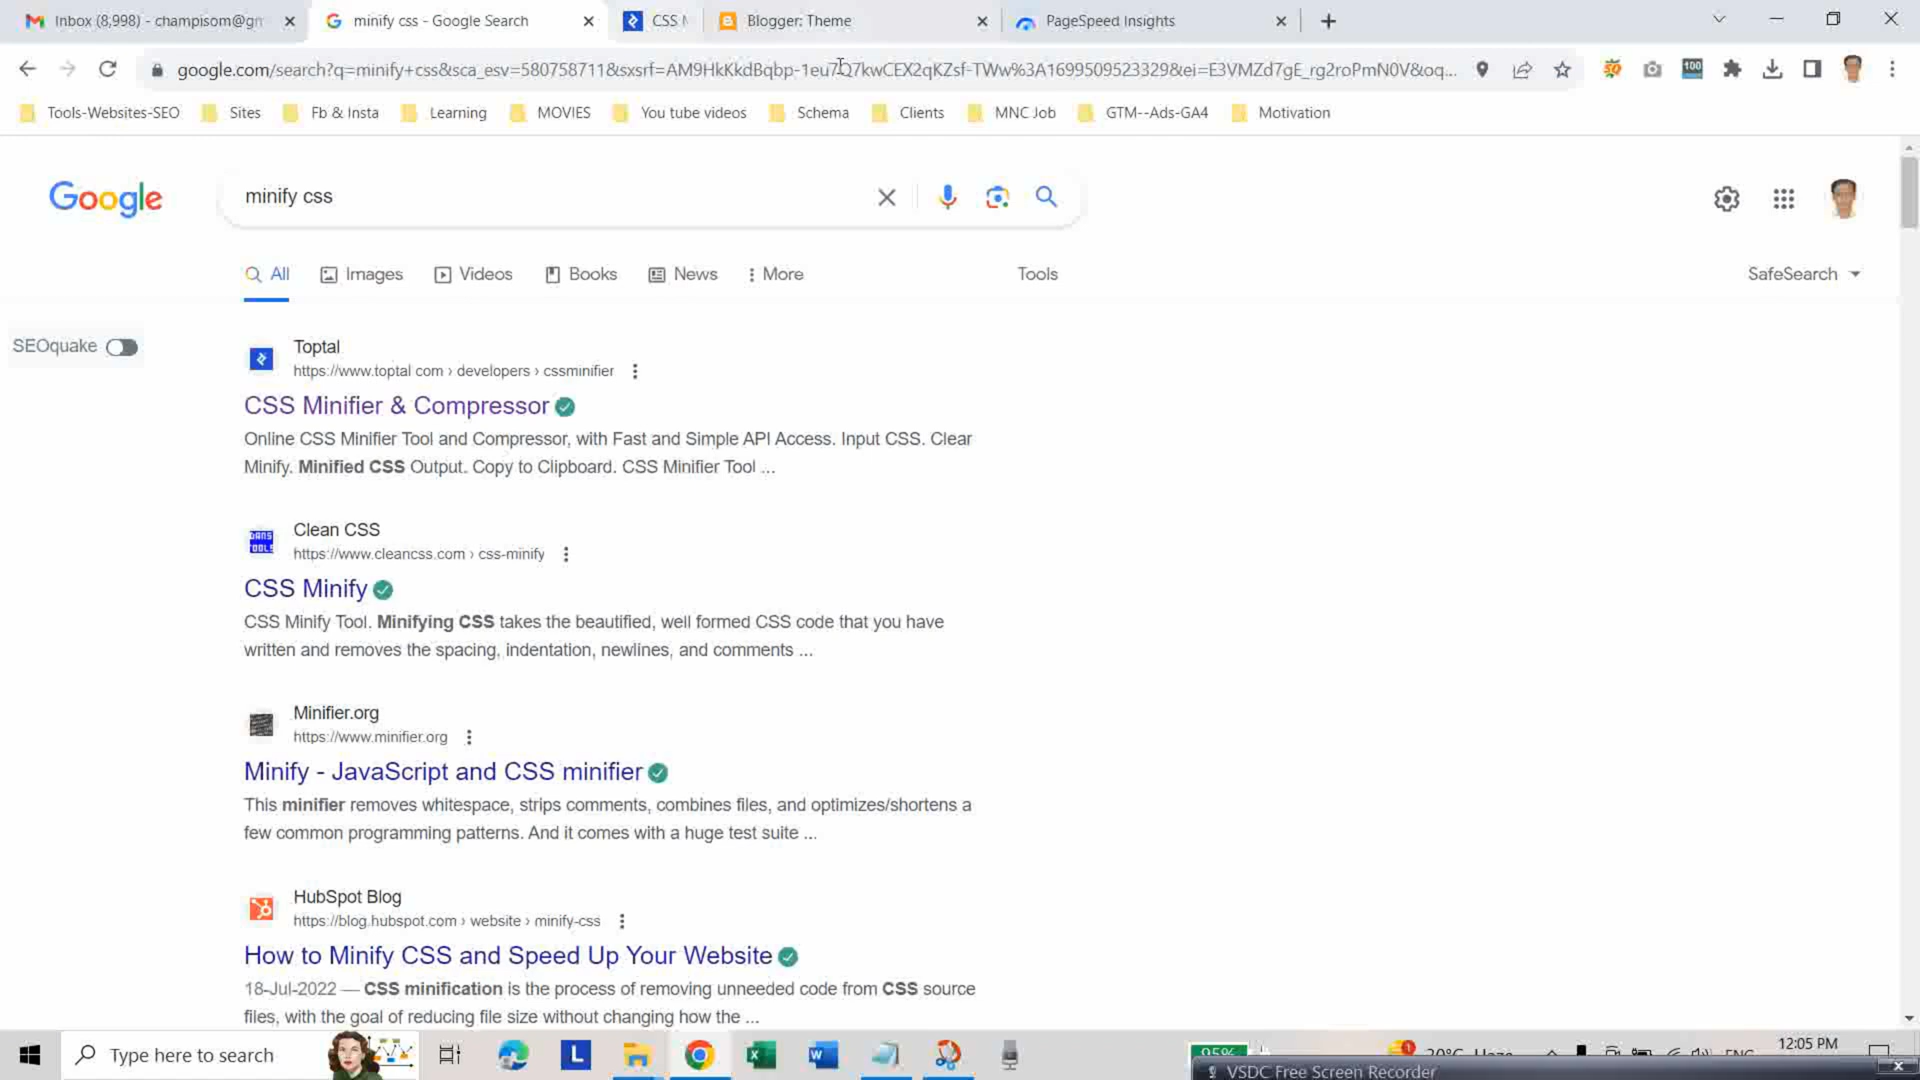 Inbox (8,998) - champisom@gm
minify css - Google Search
CSS M
Blogger: Theme
PageSpeed Insights
google.com/search?q=minify+css&sca_esv=580758711&sxsrf=AM9HkKkdBqbp-1eu7Q7kwCEX2qKZsf-TWw%3A1699509523329&ei=E3VMZd7gE_rg2roPmN0V&oq...
Tools-Websites-SEO
Sites
Fb & Insta
Learning
MOVIES
You tube videos
Schema
Clients
MNC Job
GTM--Ads-GA4
Motivation
Google
minify css
All
Images
Videos
Books
News
More
Tools
SafeSearch
SEOquake
Toptal
https://www.toptal.com › developers › cssminifier
CSS Minifier & Compressor
Online CSS Minifier Tool and Compressor, with Fast and Simple API Access. Input CSS. Clear
Minify. Minified CSS Output. Copy to Clipboard. CSS Minifier Tool ...
Clean CSS
https://www.cleancss.com › css-minify
CSS Minify
CSS Minify Tool. Minifying CSS takes the beautified, well formed CSS code that you have
written and removes the spacing, indentation, newlines, and comments ...
Minifier.org
https://www.minifier.org
Minify - JavaScript and CSS minifier
This minifier removes whitespace, strips comments, combines files, and optimizes/shortens a
few common programming patterns. And it comes with a huge test suite ...
HubSpot Blog
https://blog.hubspot.com › website › minify-css
How to Minify CSS and Speed Up Your Website
18-Jul-2022 — CSS minification is the process of removing unneeded code from CSS source
files, with the goal of reducing file size without changing how the ...
Type here to search
95%
20°C Haze
ENG
12:05 PM
VSDC Free Screen Recorder